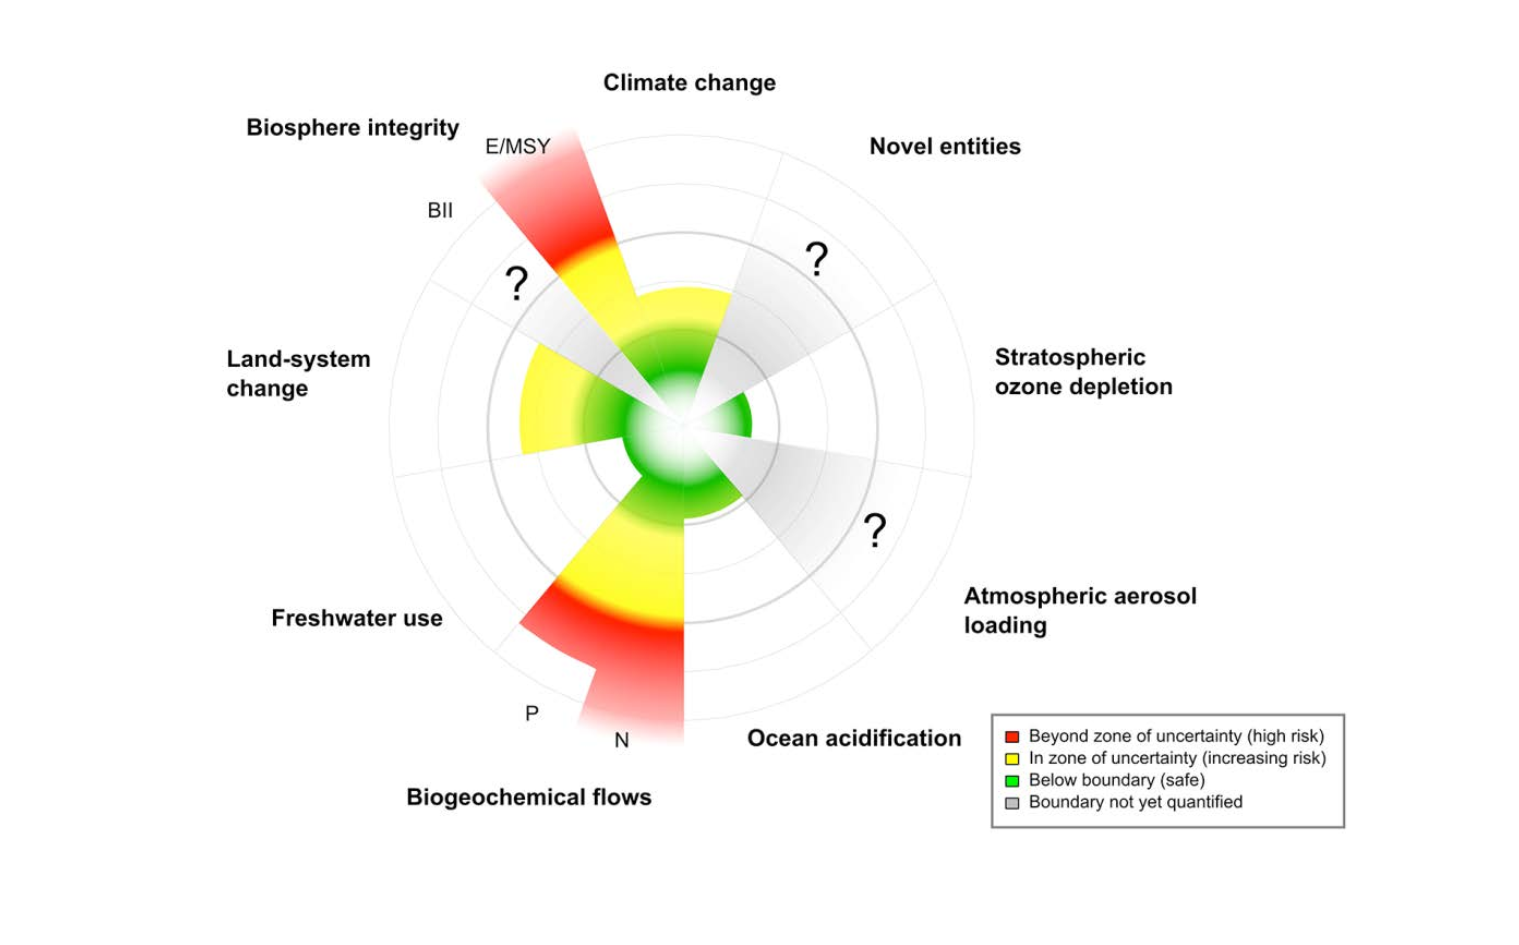 Climate change
Biosphere integrity
E/MSY
Novel entities
BII
?
?
Land-system
change
Stratospheric
ozone depletion
?
Atmospheric aerosol
loading
Freshwater use
P
N
Ocean acidification
Biogeochemical flows
Beyond zone of uncertainty (high risk)
In zone of uncertainty (increasing risk)
Below boundary (safe)
Boundary not yet quantified